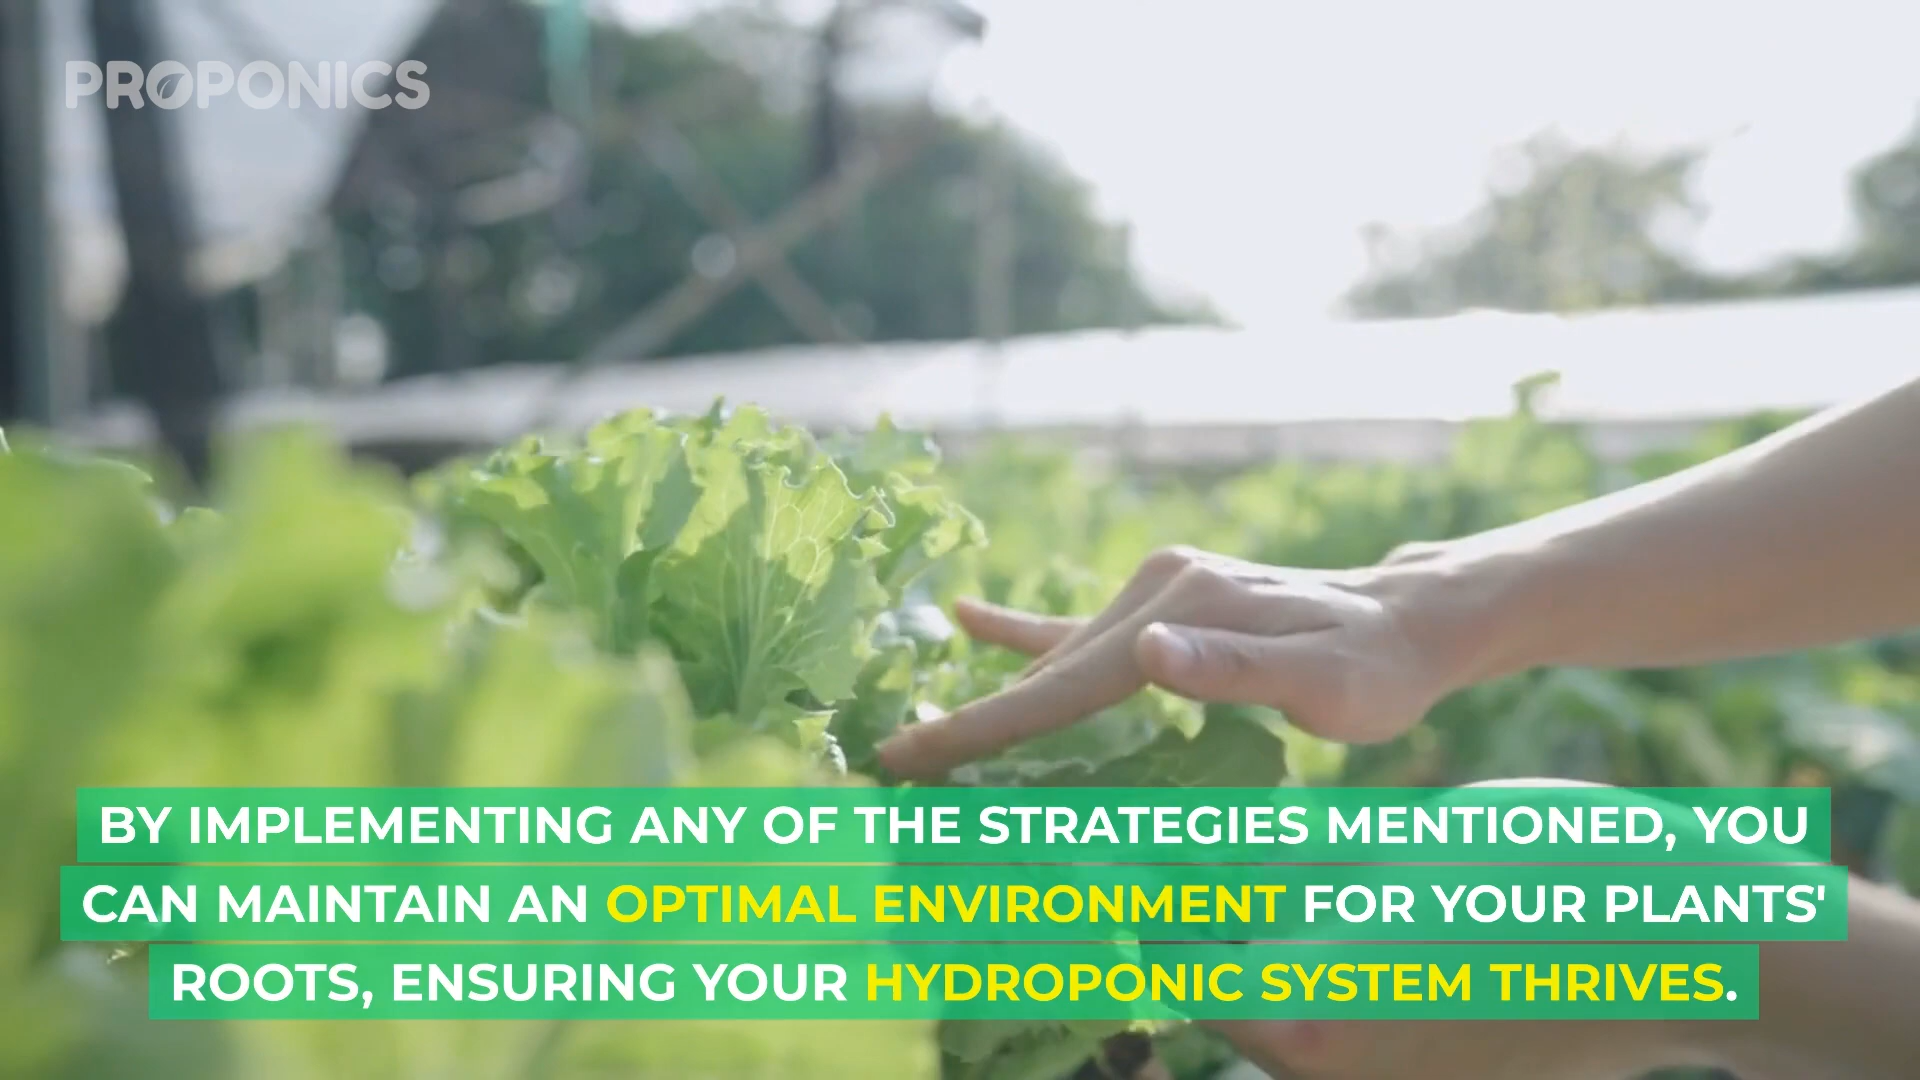 PROPONICS
BY IMPLEMENTING ANY OF THE STRATEGIES MENTIONED, YOU
CAN MAINTAIN AN OPTIMAL ENVIRONMENT FOR YOUR PLANTS'
ROOTS, ENSURING YOUR HYDROPONIC SYSTEM THRIVES.